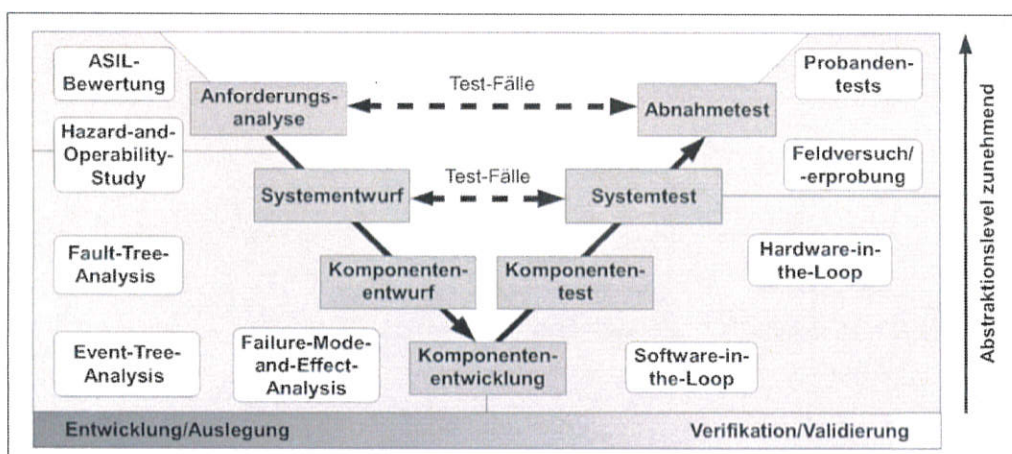 ASIL-
Bewertung
Anforderungs-
analyse
Test-Fälle
Abnahmetest
Probanden-
tests
Hazard-and-
Operability-
Study
Systementwurf
Test-Fälle
Systemtest
Feldversuch/
-erprobung
Fault-Tree-
Analysis
Komponenten-
entwurf
Komponenten-
test
Hardware-in-
the-Loop
Event-Tree-
Analysis
Failure-Mode-
and-Effect-
Analysis
Komponenten-
entwicklung
Software-in-
the-Loop
Entwicklung/Auslegung
Verifikation/Validierung
Abstraktionslevel zunehmend